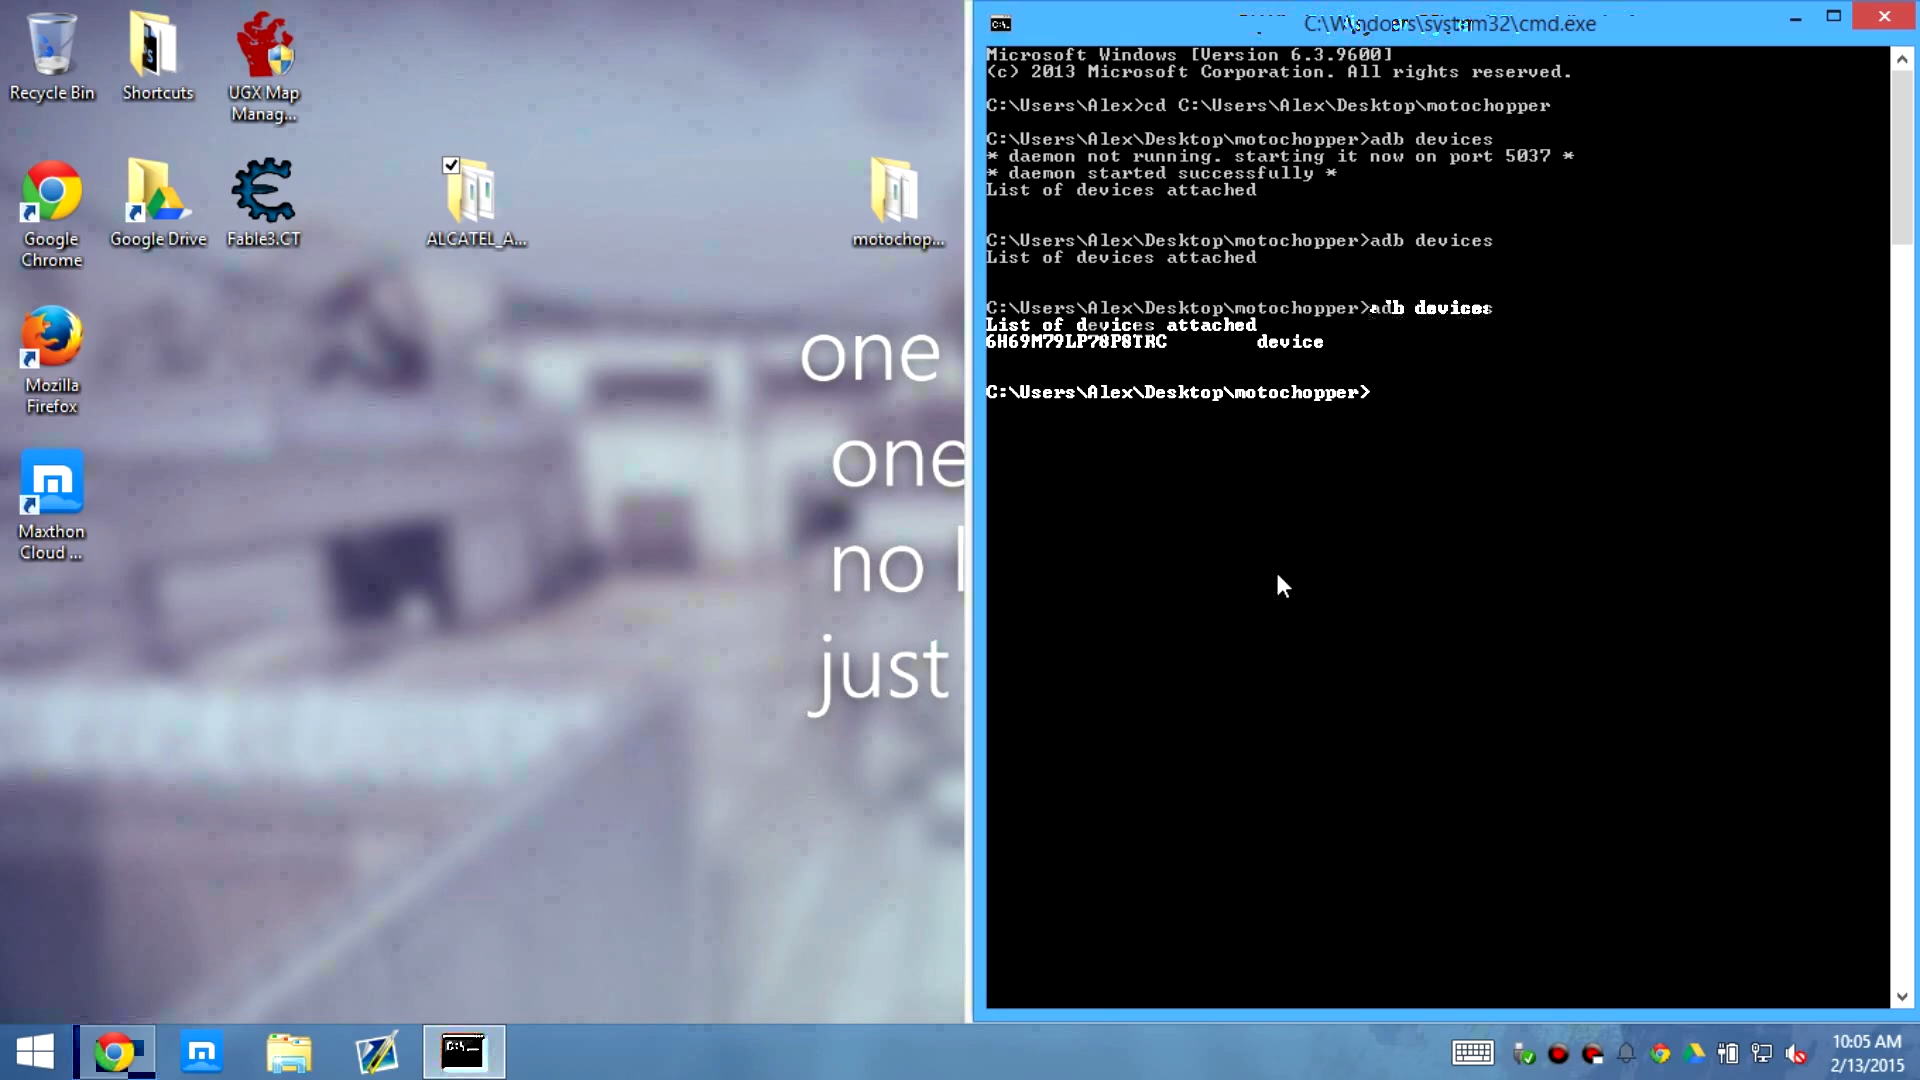 Recycle Bin
Shortcuts
UGX Map
Manag...
Google
Chrome
Google Drive
Fable3.CT
ALCATEL_A...
motochop...
Mozilla
Firefox
Maxthon
Cloud ...
one
one
no
just
Microsoft Windows [Version 6.3.9600]
(c) 2013 Microsoft Corporation. All rights reserved.
C:\Users\Alex>cd C:\Users\Alex\Desktop\motochopper
C:\Users\Alex\Desktop\motochopper>adb devices
* daemon not running. starting it now on port 5037 *
* daemon started successfully *
List of devices attached
C:\Users\Alex\Desktop\motochopper>adb devices
List of devices attached
C:\Users\Alex\Desktop\motochopper>adb devices
List of devices attached
6H69M79LP78P8TRC device
C:\Users\Alex\Desktop\motochopper>
10:05 AM
2/13/2015